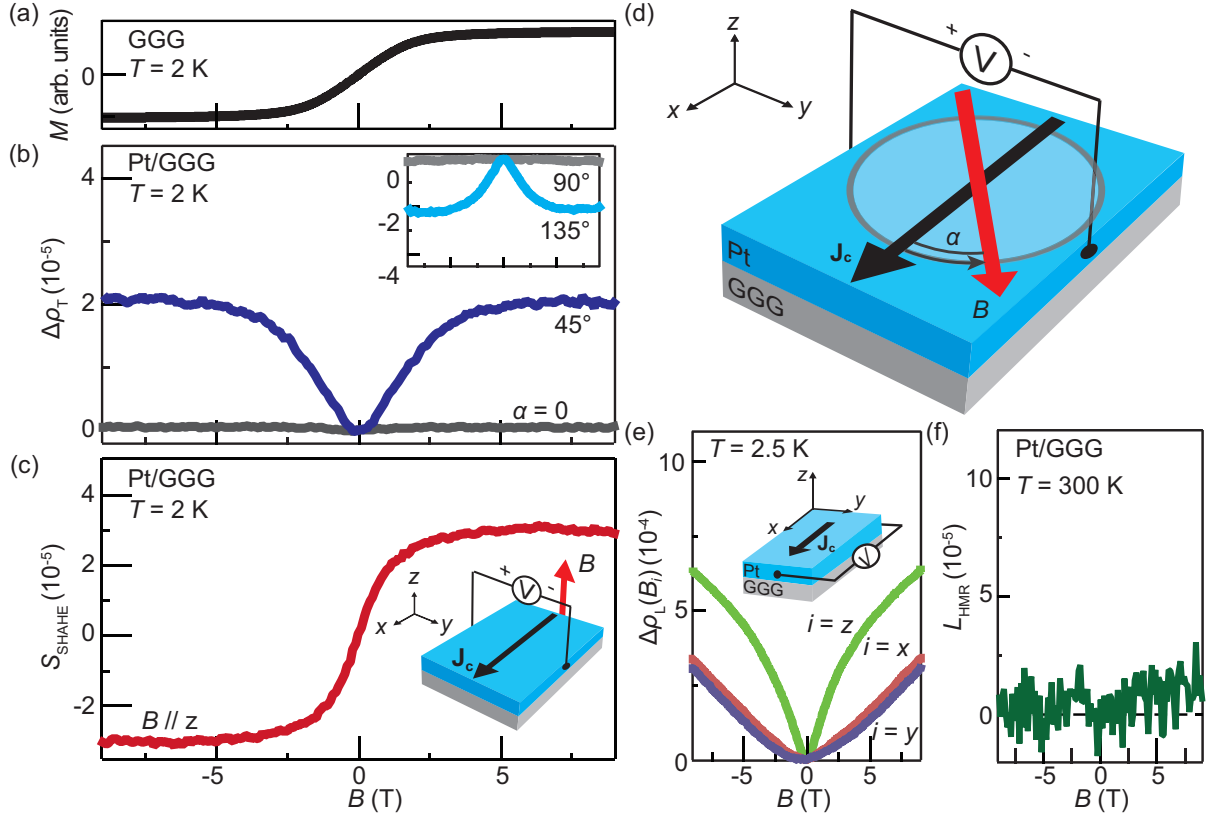 (a)
GGG
T = 2 K
M (arb. units)
0
(b)
Pt/GGG
T = 2 K
Δρ_T (10^-5)
4
2
0
0
-2
-4
90°
135°
45°
α = 0
(c)
Pt/GGG
T = 2 K
S_SHAHE (10^-5)
4
2
0
-2
B // z
z
x
y
+ V -
B
J_c
-5
0
5
B (T)
(d)
z
x
y
+ V -
J_c
α
B
Pt
GGG
(e)
T = 2.5 K
Δρ_L(B_i) (10^-4)
10
5
0
z
y
x
J_c
V
Pt
GGG
i = z
i = x
i = y
-5
0
5
B (T)
(f)
Pt/GGG
T = 300 K
L_HMR (10^-5)
10
5
0
-5
0
5
B (T)